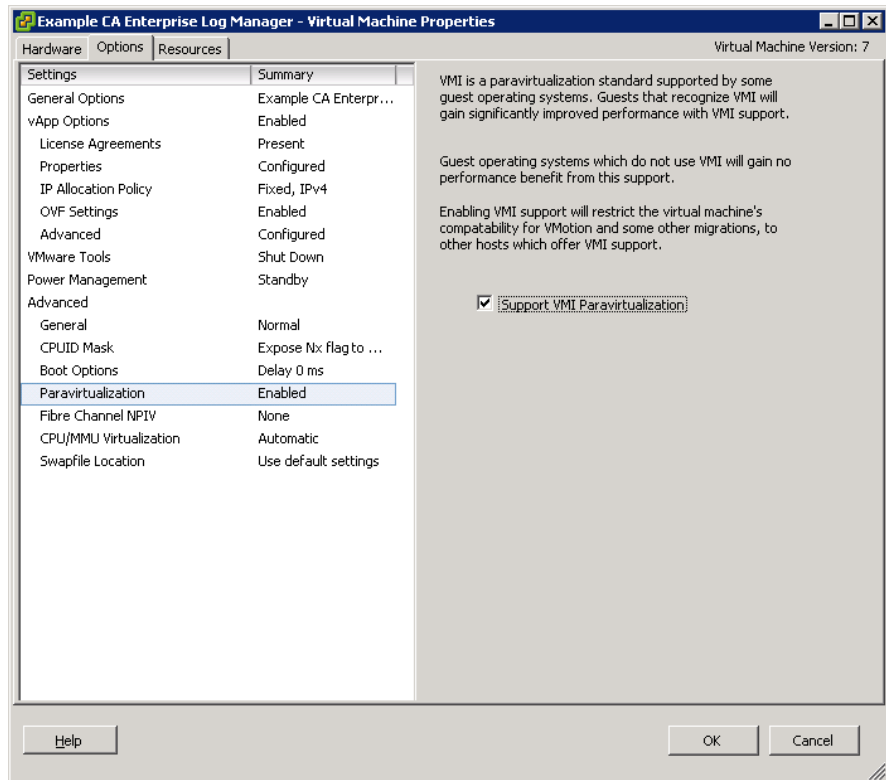 Example CA Enterprise Log Manager - Virtual Machine Properties
Hardware Options Resources Virtual Machine Version: 7
Settings Summary
General Options Example CA Enterpr...
vApp Options Enabled
License Agreements Present
Properties Configured
IP Allocation Policy Fixed, IPv4
OVF Settings Enabled
Advanced Configured
VMware Tools Shut Down
Power Management Standby
Advanced
General Normal
CPUID Mask Expose Nx flag to ...
Boot Options Delay 0 ms
Paravirtualization Enabled
Fibre Channel NPIV None
CPU/MMU Virtualization Automatic
Swapfile Location Use default settings
VMI is a paravirtualization standard supported by some
guest operating systems. Guests that recognize VMI will
gain significantly improved performance with VMI support.
Guest operating systems which do not use VMI will gain no
performance benefit from this support.
Enabling VMI support will restrict the virtual machine's
compatability for VMotion and some other migrations, to
other hosts which offer VMI support.
Support VMI Paravirtualization
Help OK Cancel